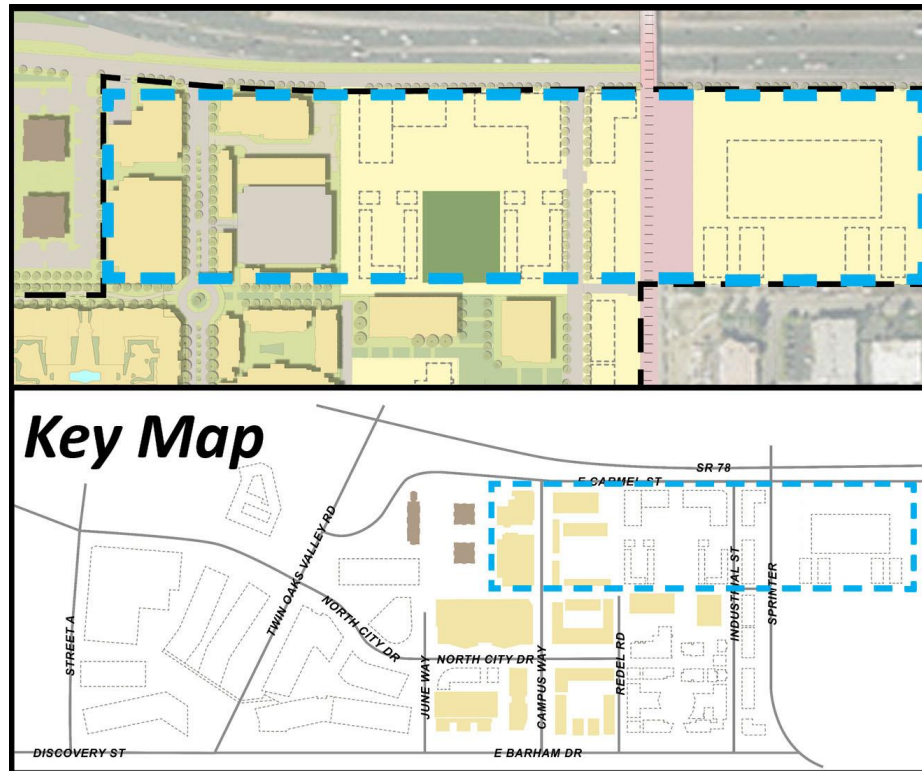 Key Map
SR 78
E CARMEL ST
TWIN OAKS VALLEY RD
STREET A
NORTH CITY DR
JUNE WAY
NORTH CITY DR
CAMPUS WAY
REDEL RD
INDUSTRIAL ST
SPRINTER
DISCOVERY ST
E BARHAM DR